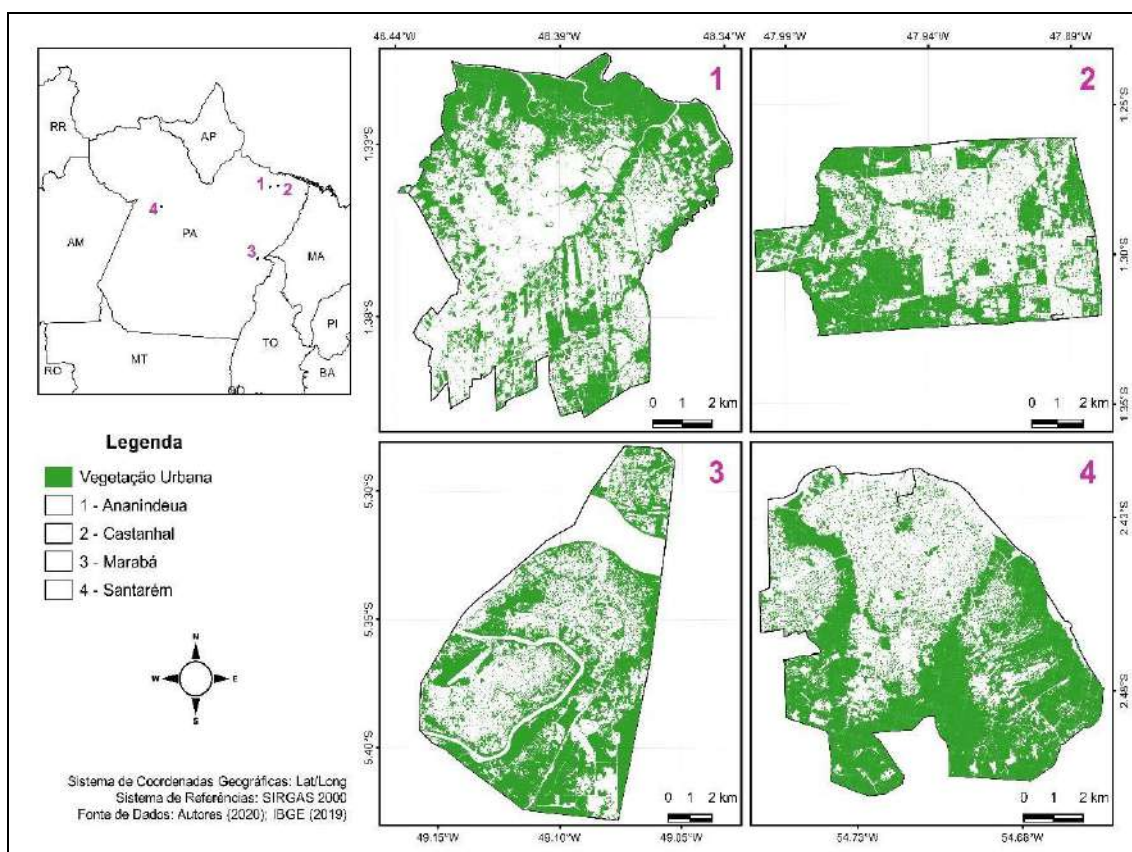 48.44°W 48.39°W 48.34°W
47.99°W 47.94°W 47.89°W
RR
AP
AM
PA
MA
PI
TO
MT
RO
BA
1
2
3
4
1
1.33°S
1.38°S
0 1 2 km
2
1.25°S
1.30°S
1.35°S
0 1 2 km
Legenda
Vegetação Urbana
1 - Ananindeua
2 - Castanhal
3 - Marabá
4 - Santarém
N
W E
S
Sistema de Coordenadas Geográficas: Lat/Long
Sistema de Referências: SIRGAS 2000
Fonte de Dados: Autores (2020); IBGE (2019)
3
5.30°S
5.35°S
5.40°S
0 1 2 km
49.15°W 49.10°W 49.05°W
4
2.43°S
2.48°S
0 1 2 km
54.73°W 54.68°W